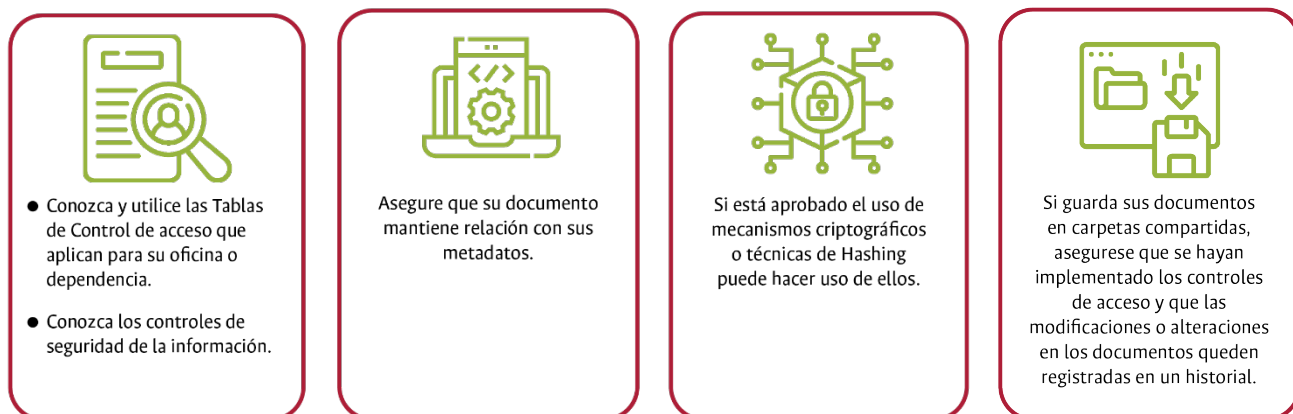 ● Conozca y utilice las Tablas
de Control de acceso que
aplican para su oficina o
dependencia.
● Conozca los controles de
seguridad de la información.
Asegure que su documento
mantiene relación con sus
metadatos.
Si está aprobado el uso de
mecanismos criptográficos
o técnicas de Hashing
puede hacer uso de ellos.
Si guarda sus documentos
en carpetas compartidas,
asegurese que se hayan
implementado los controles
de acceso y que las
modificaciones o alteraciones
en los documentos queden
registradas en un historial.